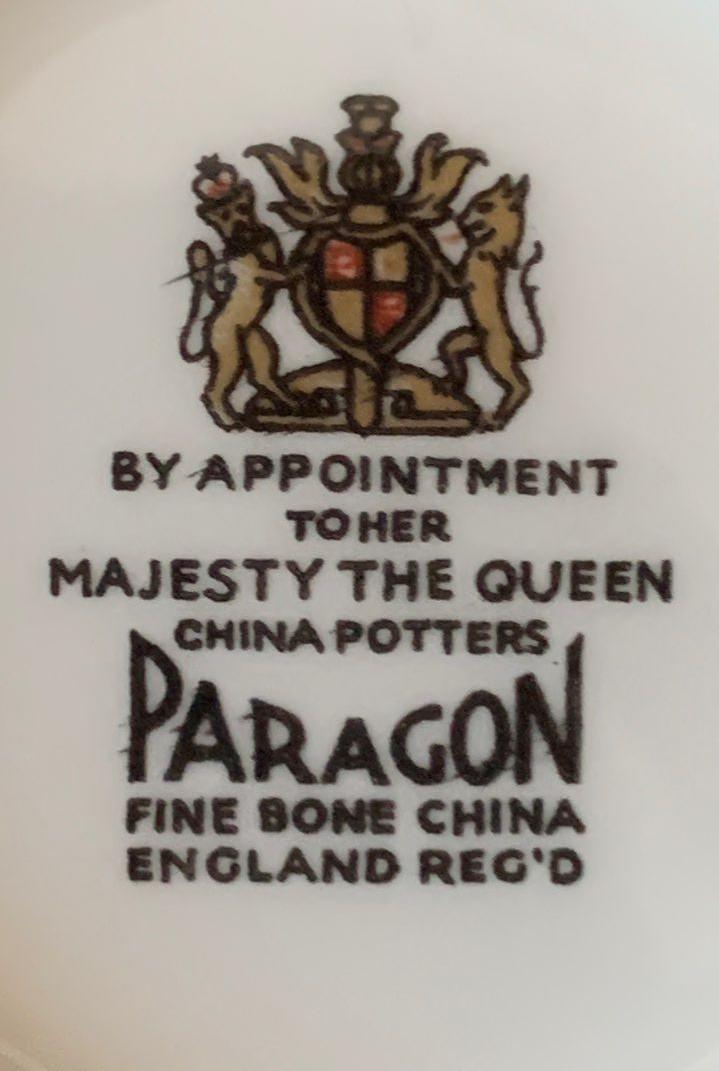 BY APPOINTMENT
TO HER
MAJESTY THE QUEEN
CHINA POTTERS
PARAGON
FINE BONE CHINA
ENGLAND REG'D